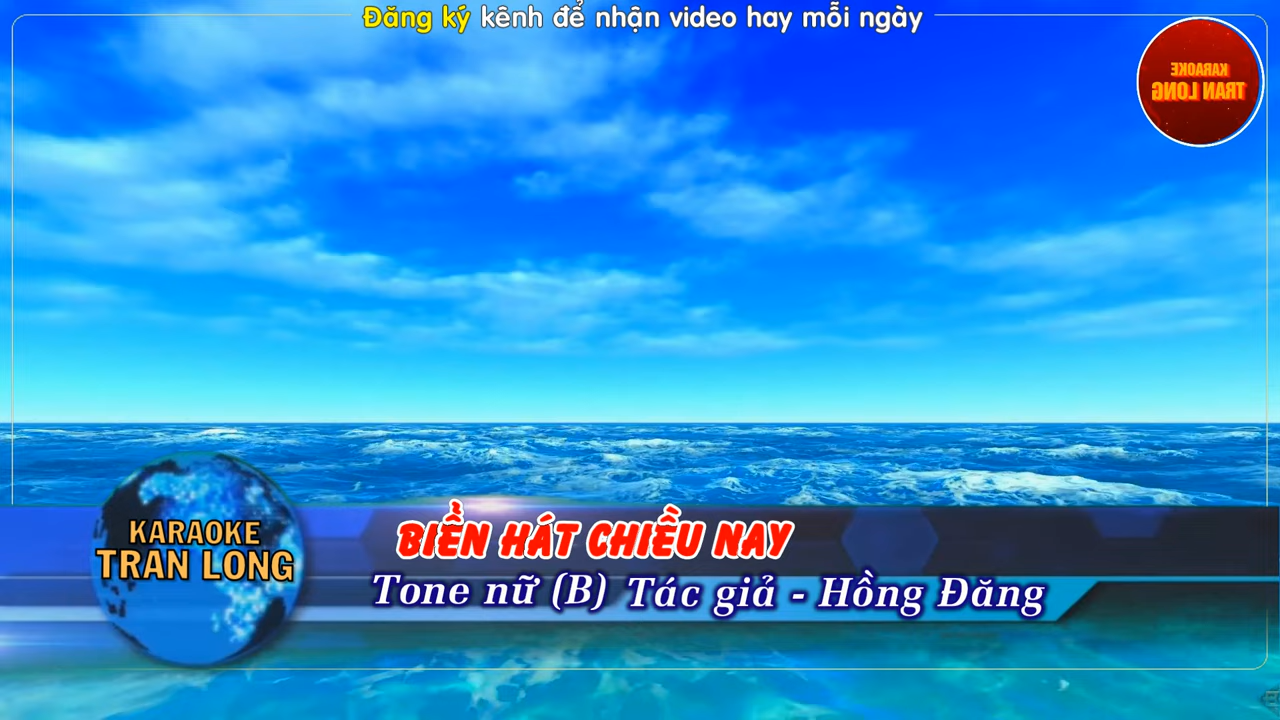 Đăng ký kênh để nhận video hay mỗi ngày
KARAOKE
TRAN LONG
BIỂN HÁT CHIỀU NAY
KARAOKE
TRAN LONG
Tone nữ (B) Tác giả - Hồng Đăng